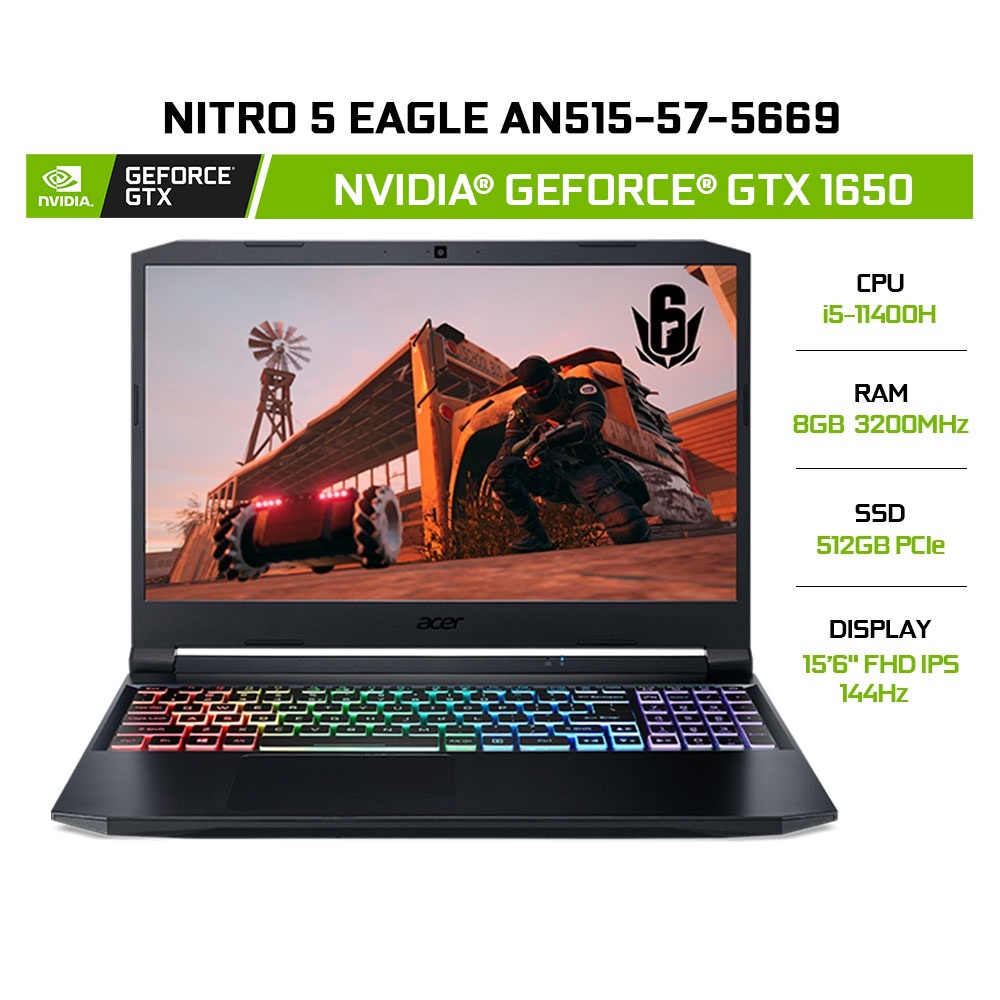 NITRO 5 EAGLE AN515-57-5669
NVIDIA.
GEFORCE®
GTX
NVIDIA® GEFORCE® GTX 1650
6
acer
CPU
i5-11400H
RAM
8GB 3200MHz
SSD
512GB PCIe
DISPLAY
15'6" FHD IPS
144Hz